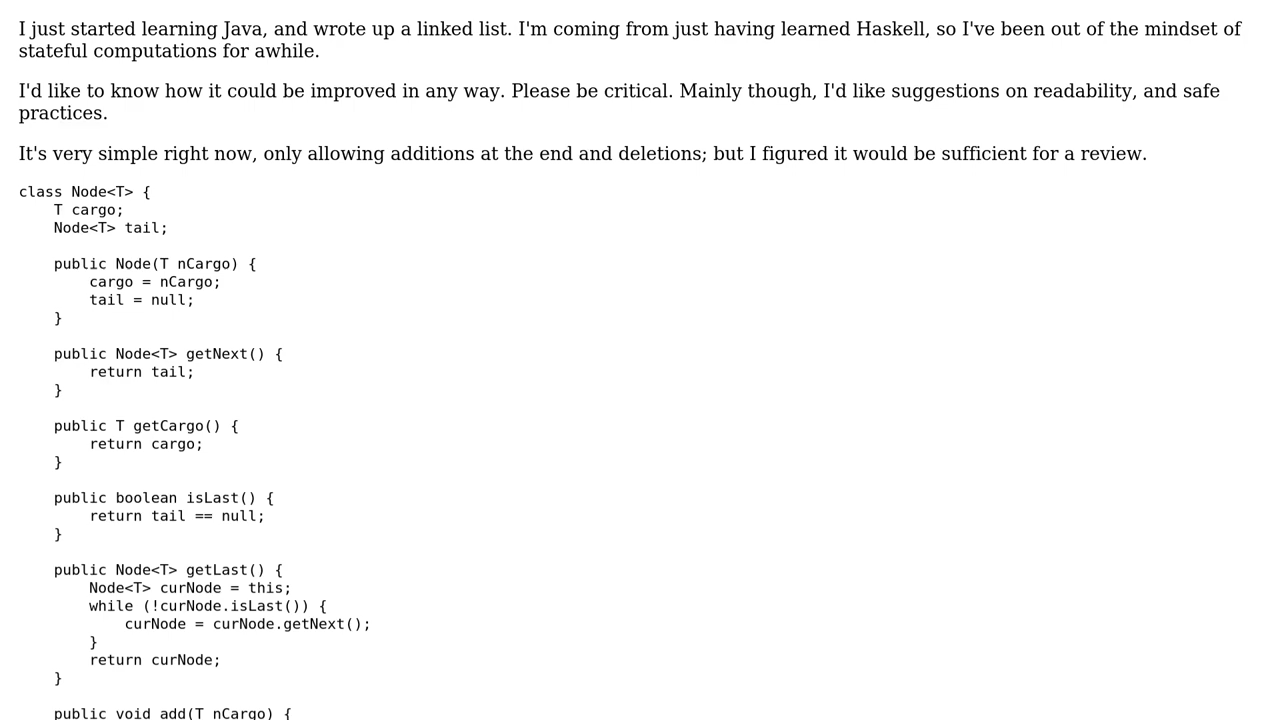 I just started learning Java, and wrote up a linked list. I'm coming from just having learned Haskell, so I've been out of the mindset of
stateful computations for awhile.
I'd like to know how it could be improved in any way. Please be critical. Mainly though, I'd like suggestions on readability, and safe
practices.
It's very simple right now, only allowing additions at the end and deletions; but I figured it would be sufficient for a review.
class Node<T> {
    T cargo;
    Node<T> tail;

    public Node(T nCargo) {
        cargo = nCargo;
        tail = null;
    }

    public Node<T> getNext() {
        return tail;
    }

    public T getCargo() {
        return cargo;
    }

    public boolean isLast() {
        return tail == null;
    }

    public Node<T> getLast() {
        Node<T> curNode = this;
        while (!curNode.isLast()) {
            curNode = curNode.getNext();
        }
        return curNode;
    }

    public void add(T nCargo) {